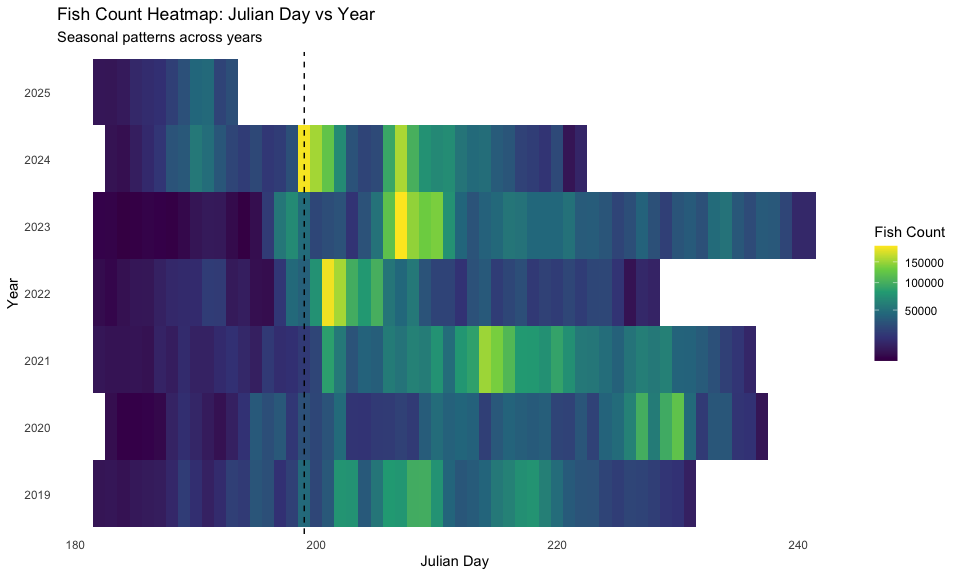 Fish Count Heatmap: Julian Day vs Year
Seasonal patterns across years
2025
2024
2023
2022
2021
2020
2019
Year
180 200 220 240
Julian Day
Fish Count
150000
100000
50000